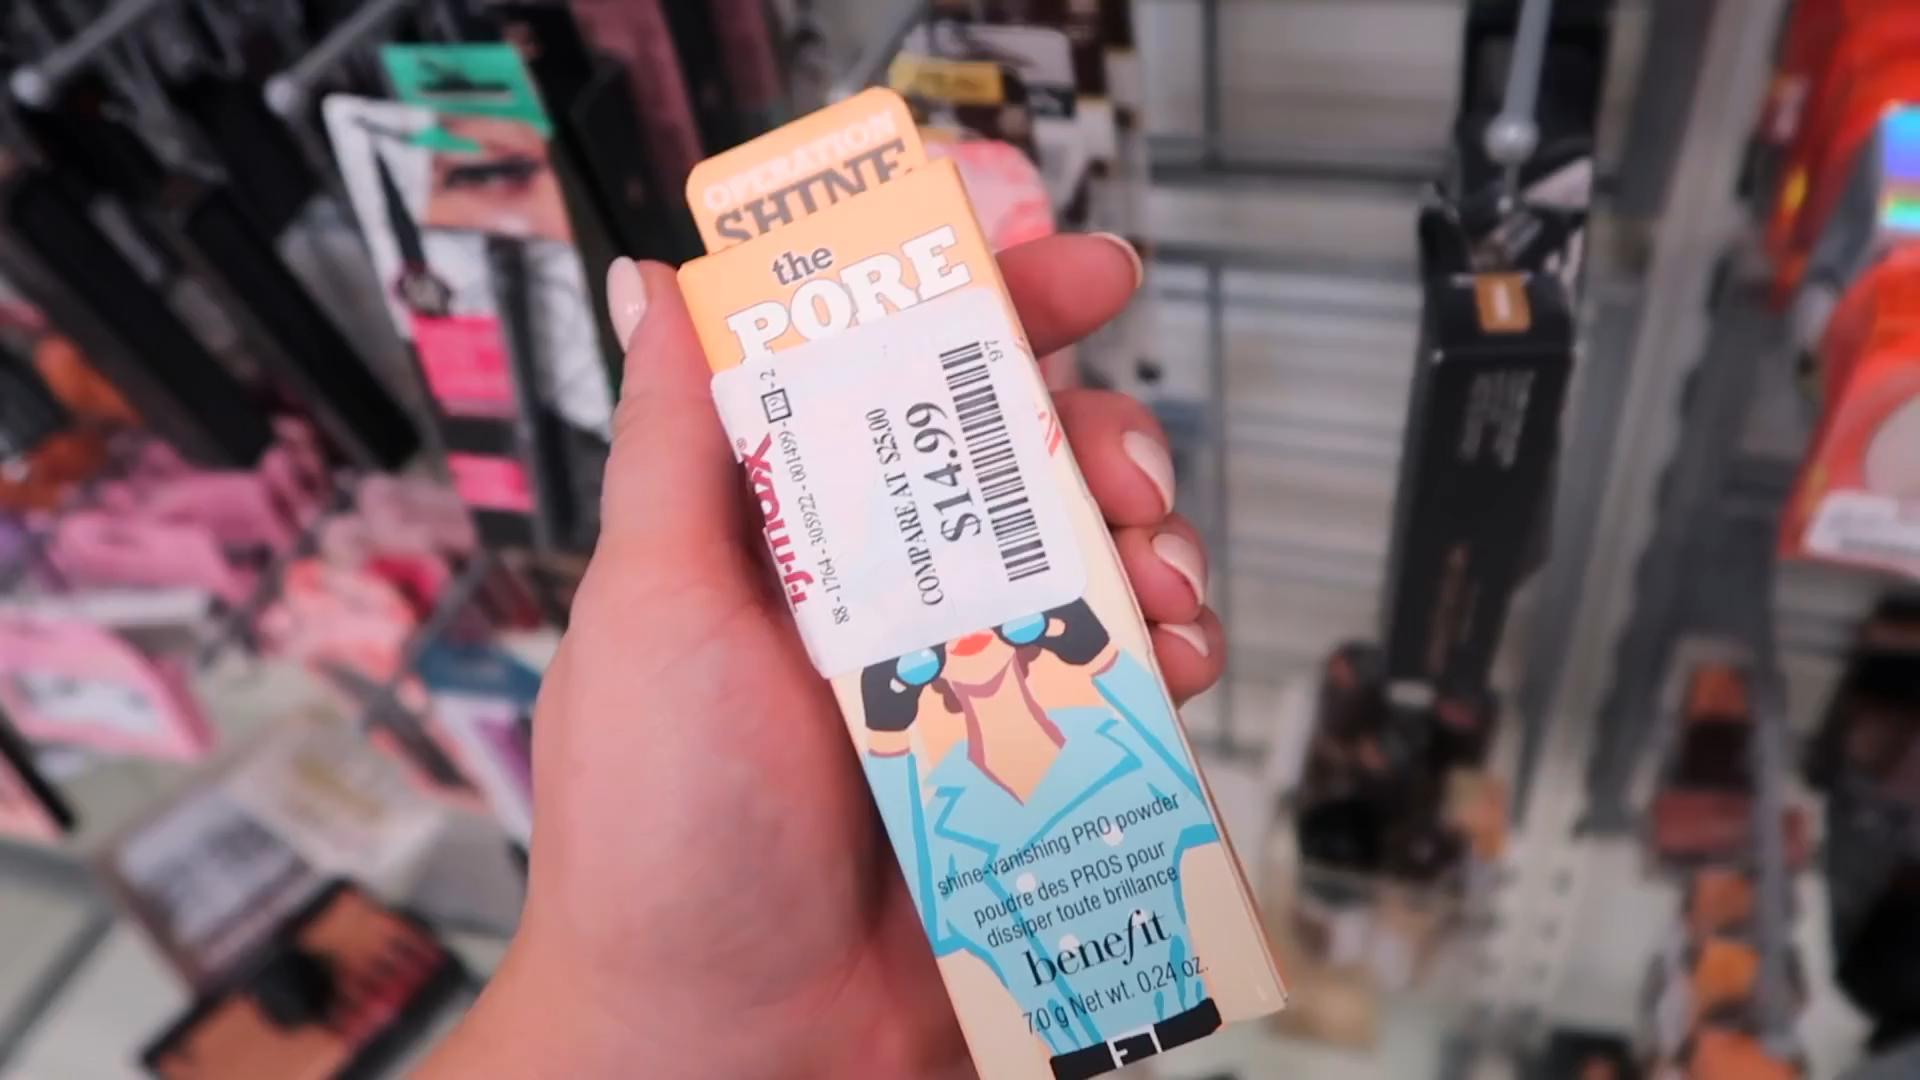 OPERATION
SHINE
the
PORE
T.J.maxx®
88 - 1764 - 305922 - 001499 - 19 - 2
COMPARE AT $25.00
$14.99
97
shine-vanishing PRO powder
poudre des PROS pour
dissiper toute brillance
benefit
7.0 g Net wt. 0.24 oz.